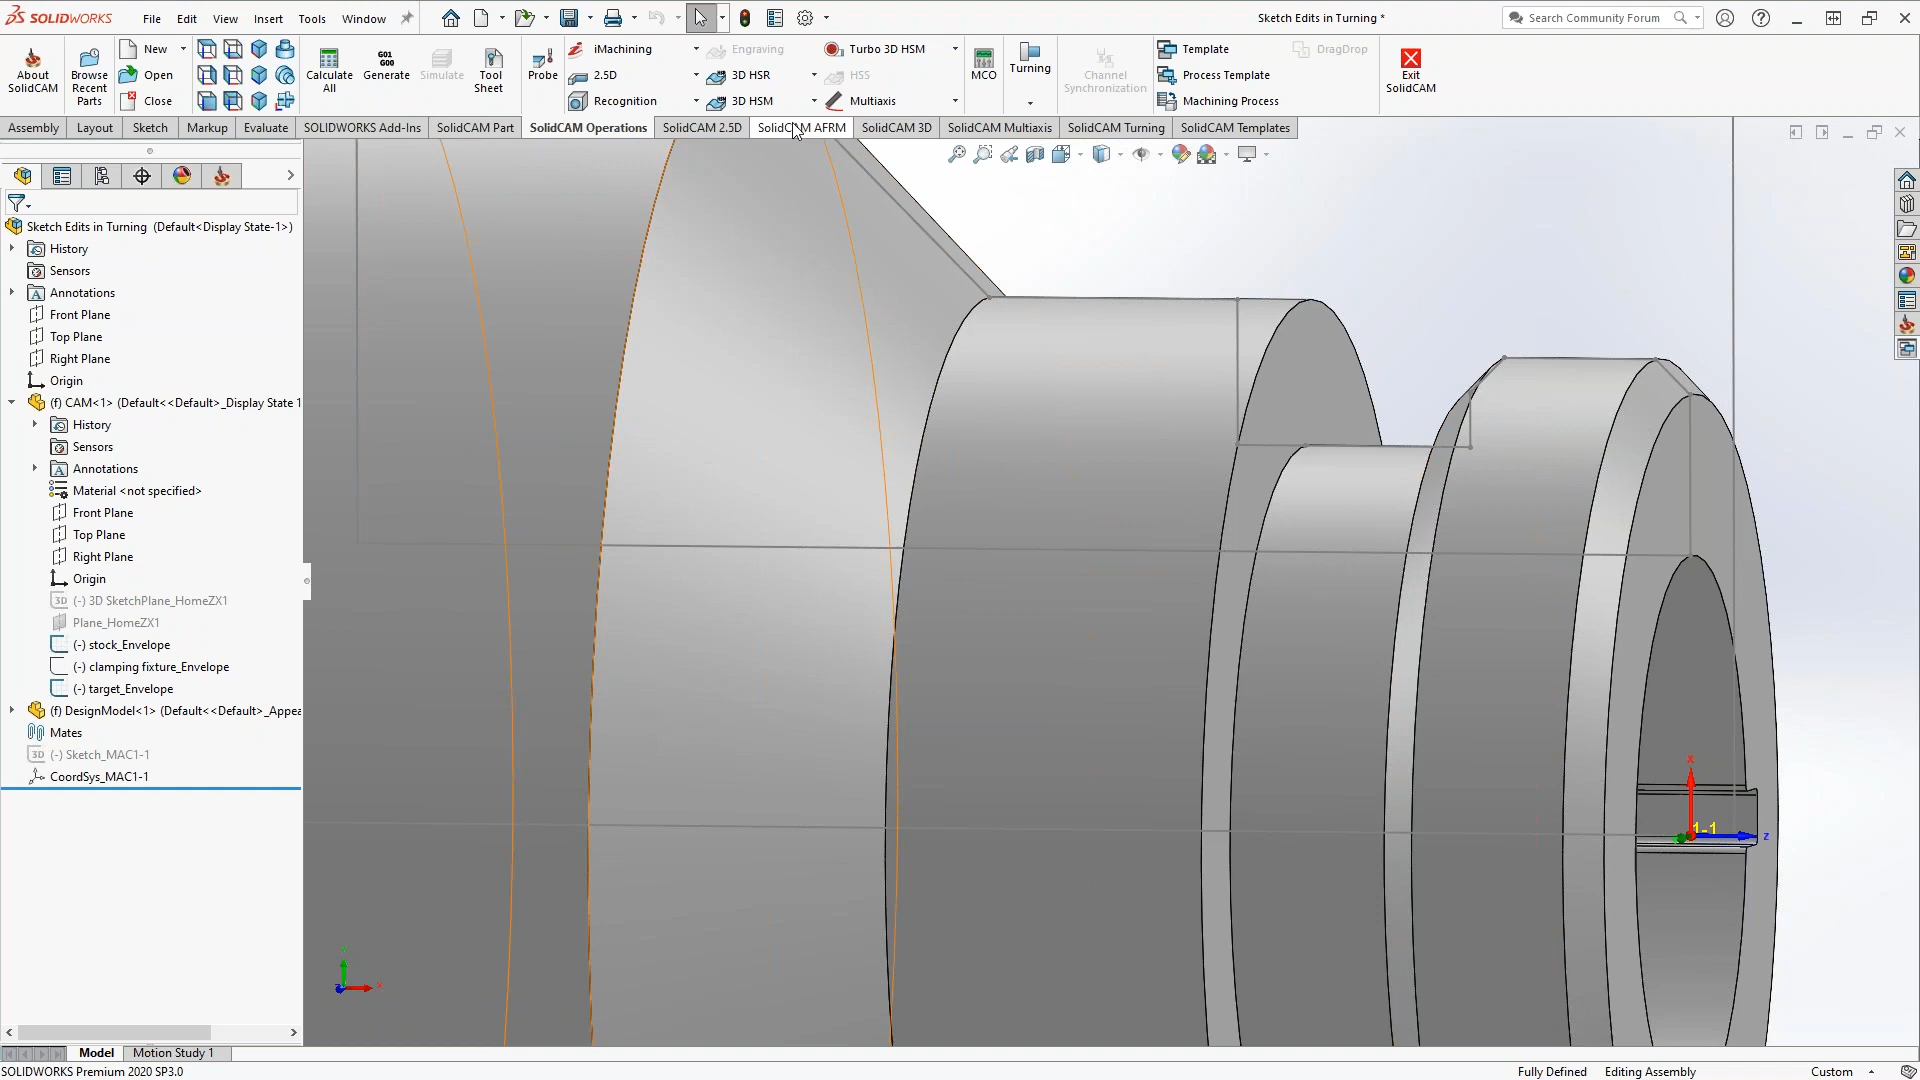 SOLIDWORKS File Edit View Insert Tools Window Sketch Edits in Turning * Search Community Forum
About SolidCAM
Browse Recent Parts
New
Open
Close
Calculate All
G01 G00
Generate
Simulate
Tool Sheet
Probe
iMachining Engraving Turbo 3D HSM
2.5D 3D HSR HSS
Recognition 3D HSM Multiaxis
MCO
Turning
Channel Synchronization
Template DragDrop
Process Template
Machining Process
Exit SolidCAM
Assembly Layout Sketch Markup Evaluate SOLIDWORKS Add-Ins SolidCAM Part SolidCAM Operations SolidCAM 2.5D SolidCAM AFRM SolidCAM 3D SolidCAM Multiaxis SolidCAM Turning SolidCAM Templates
Sketch Edits in Turning (Default<Display State-1>)
History
Sensors
Annotations
Front Plane
Top Plane
Right Plane
Origin
(f) CAM<1> (Default<<Default>_Display State 1
History
Sensors
Annotations
Material <not specified>
Front Plane
Top Plane
Right Plane
Origin
3D (-) 3D SketchPlane_HomeZX1
Plane_HomeZX1
(-) stock_Envelope
(-) clamping fixture_Envelope
(-) target_Envelope
(f) DesignModel<1> (Default<<Default>_Appea
Mates
3D (-) Sketch_MAC1-1
CoordSys_MAC1-1
x
1-1
z
Model Motion Study 1
SOLIDWORKS Premium 2020 SP3.0 Fully Defined Editing Assembly Custom